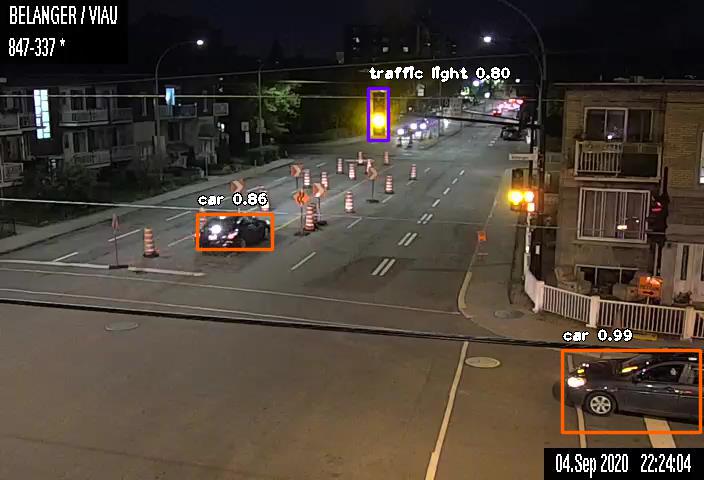 BELANGER / VIAU
847-337 *
traffic light 0.80
car 0.86
car 0.99
04.Sep 2020 22:24:04